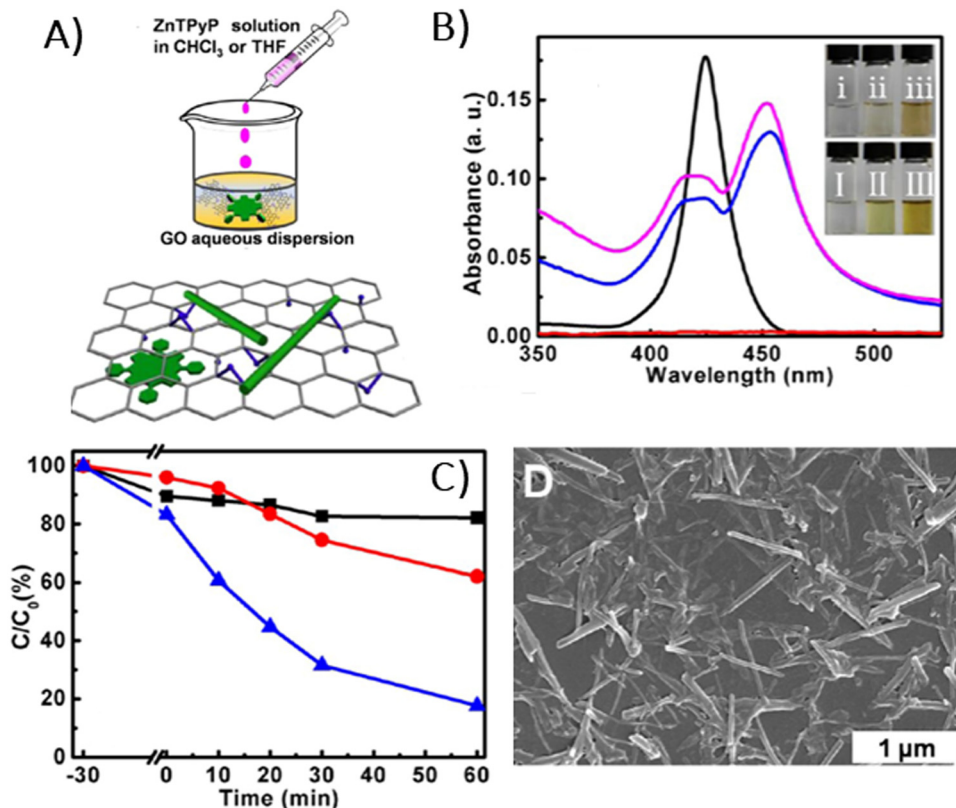 A)
ZnTPyP solution
in CHCl₃ or THF
GO aqueous dispersion
B)
Absorbance (a. u.)
0.15
0.10
0.05
0.00
350 400 450 500
Wavelength (nm)
i ii iii
I II III
C)
C/C₀(%)
100
80
60
40
20
0
-30 0 10 20 30 40 50 60
Time (min)
D
1 µm